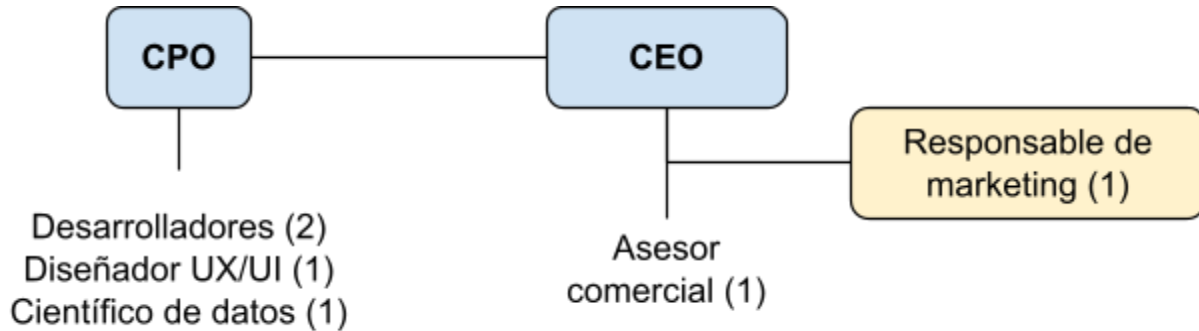 CPO
CEO
Responsable de
marketing (1)
Desarrolladores (2)
Diseñador UX/UI (1)
Científico de datos (1)
Asesor
comercial (1)